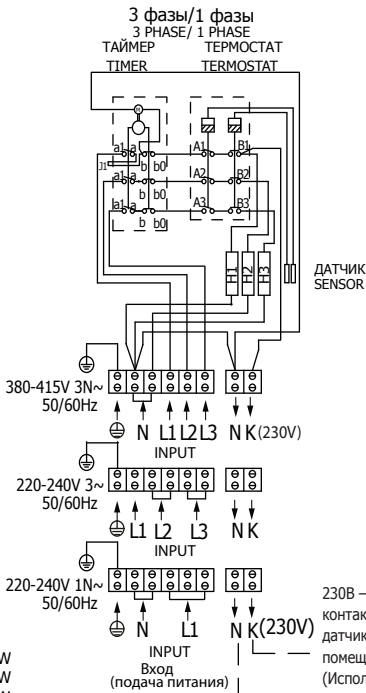 3 фазы/1 фазы
3 PHASE/ 1 PHASE
ТАЙМЕР ТЕРМОСТАТ
TIMER TERMOSTAT
M
a1 a A1 B1
J1 b b0
a1 a A2 B2
b b0
a1 a A3 B3
b b0
H1 H2 H3
ДАТЧИК
SENSOR
380-415V 3N~
50/60Hz
N L1 L2 L3 N K (230V)
INPUT
220-240V 3~
50/60Hz
L1 L2 L3 N K
INPUT
220-240V 1N~
50/60Hz
N L1 N K (230V)
INPUT
Вход
(подача питания)
230В –
контак
датчик
помещ
(Испол
W
W